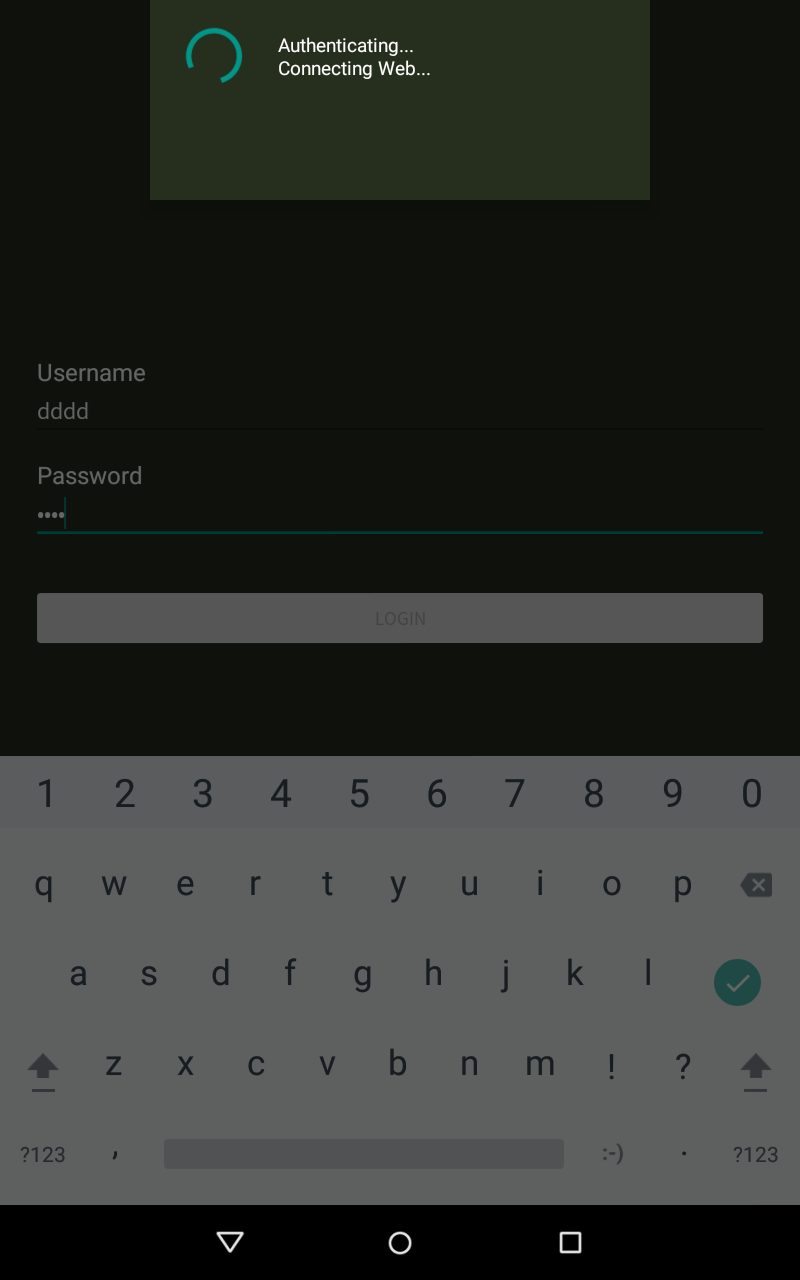 Authenticating...
Connecting Web...
Username
dddd
Password
••••
LOGIN
1 2 3 4 5 6 7 8 9 0
q w e r t y u i o p
a s d f g h j k l
z x c v b n m ! ?
?123 , :-) . ?123